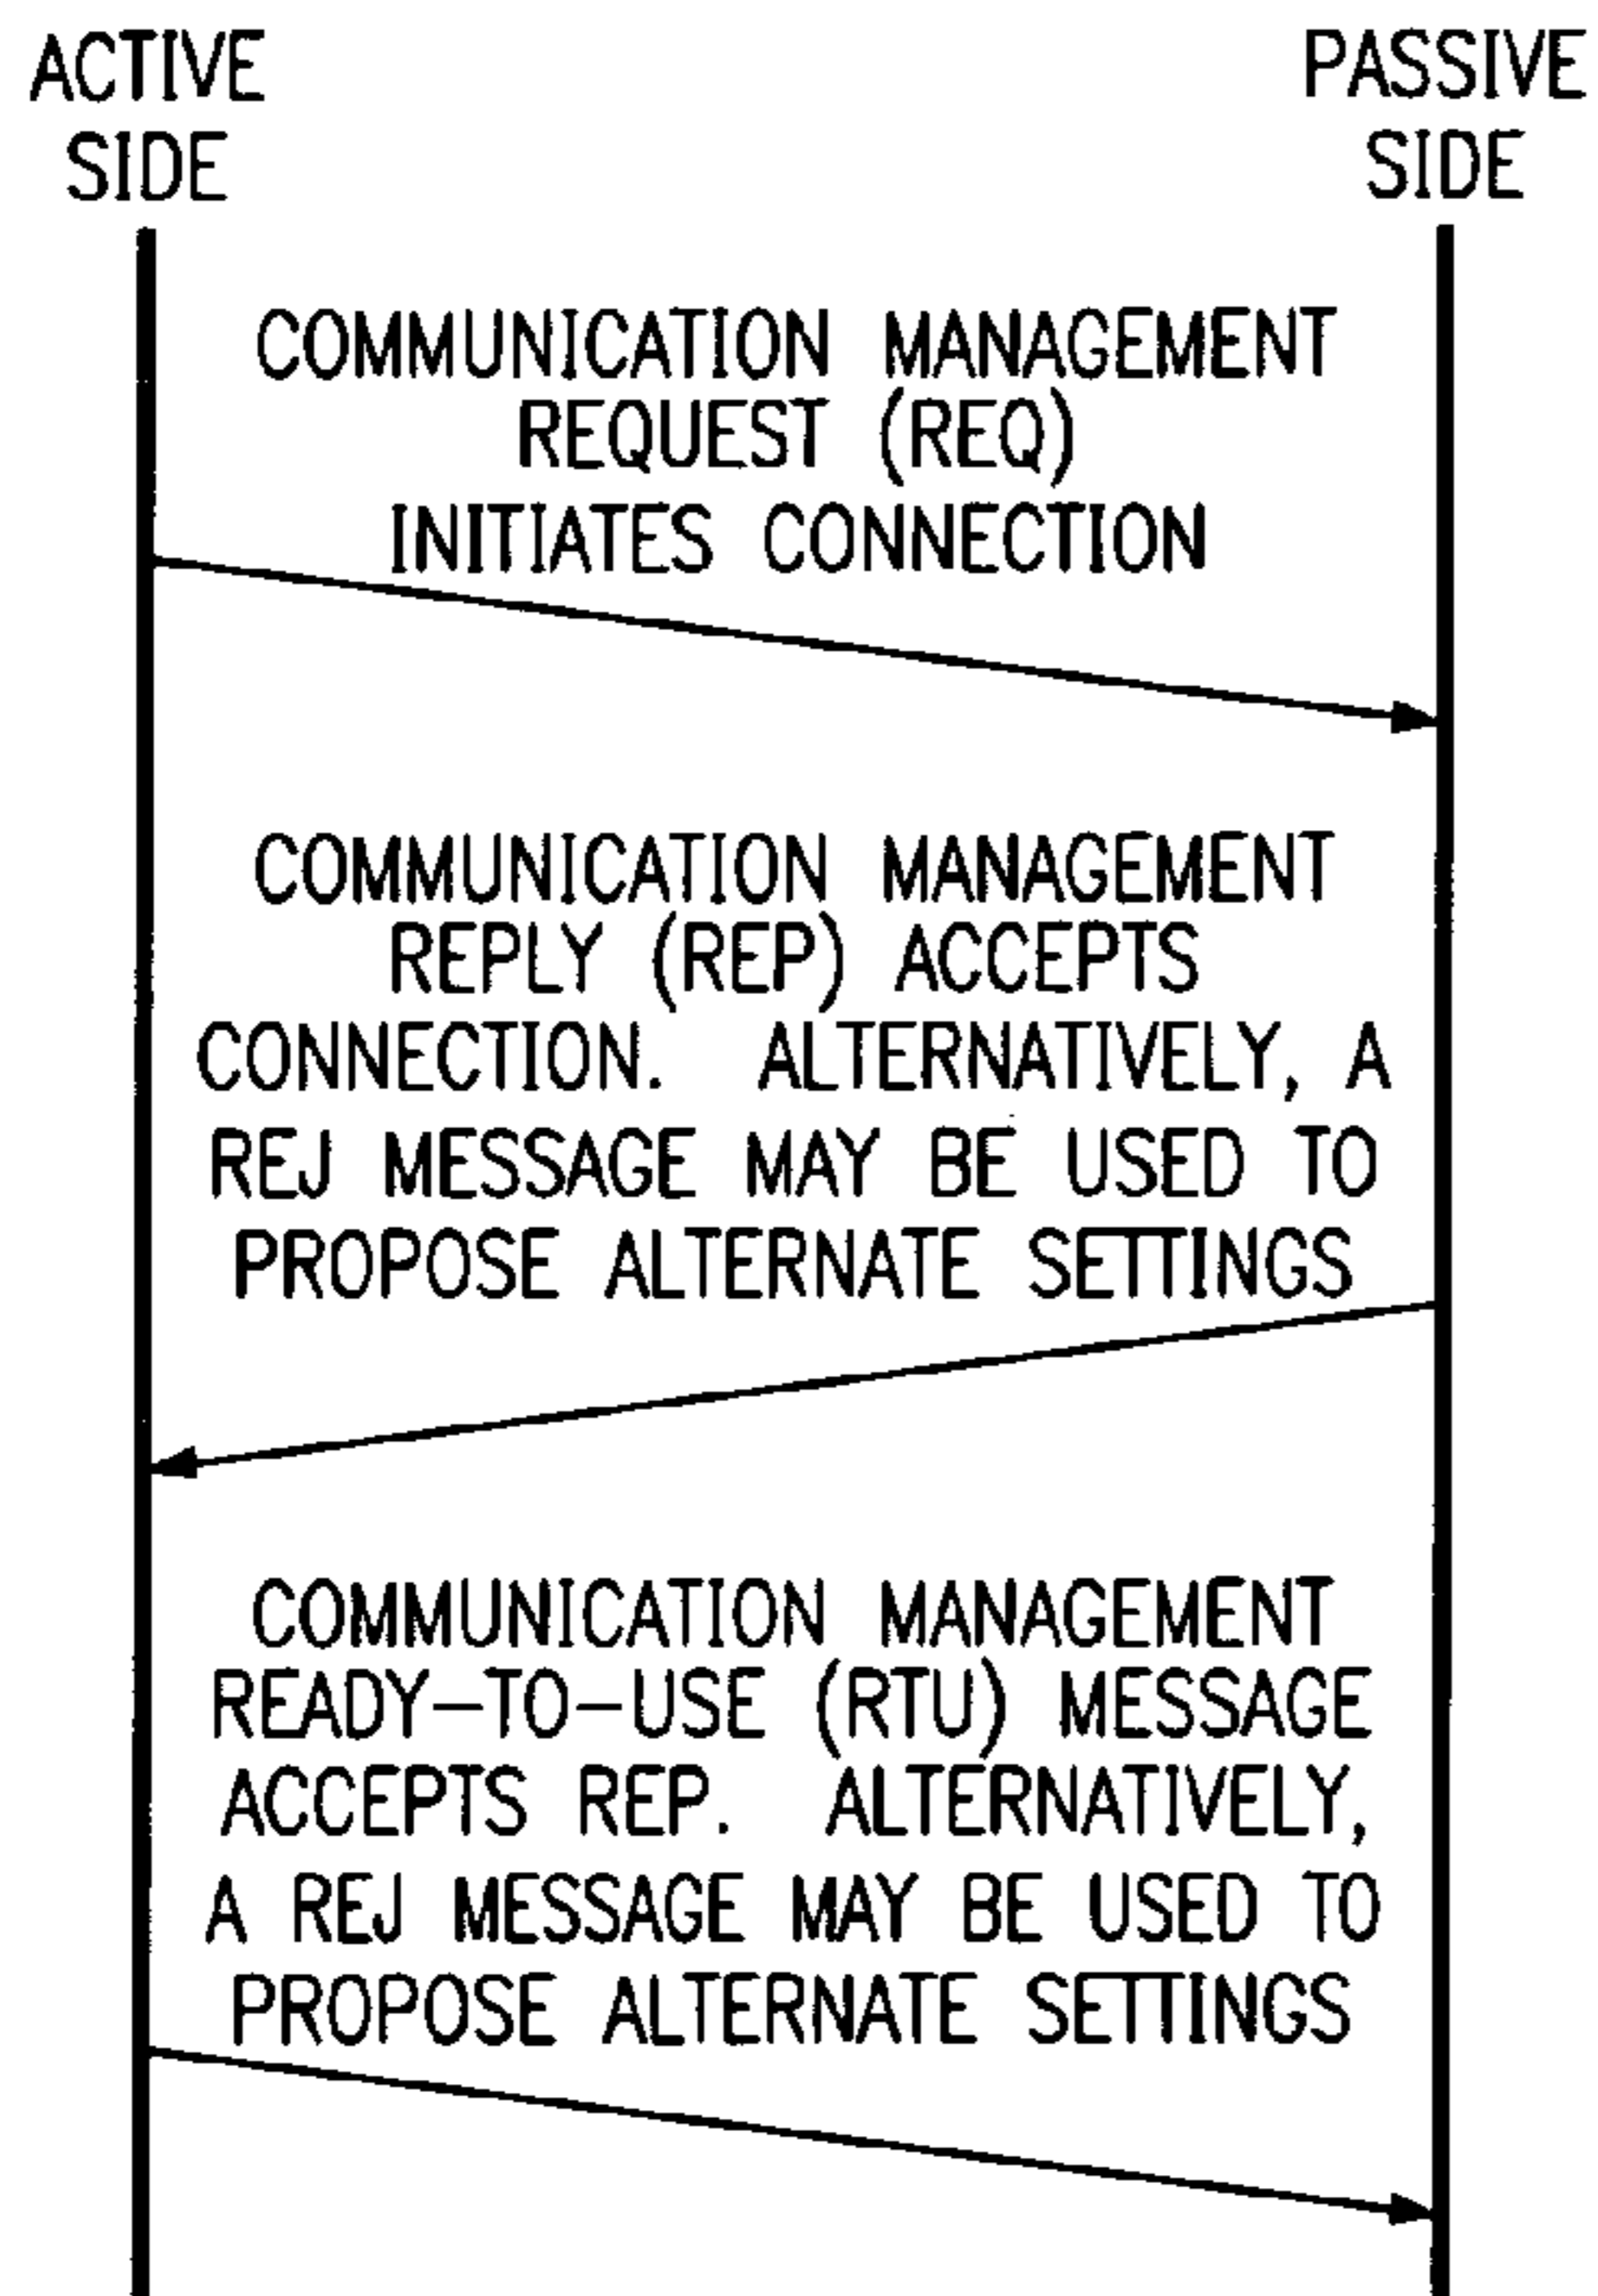 ACTIVE
SIDE
PASSIVE
SIDE
COMMUNICATION MANAGEMENT
REQUEST (REQ)
INITIATES CONNECTION
COMMUNICATION MANAGEMENT
REPLY (REP) ACCEPTS
CONNECTION. ALTERNATIVELY, A
REJ MESSAGE MAY BE USED TO
PROPOSE ALTERNATE SETTINGS
COMMUNICATION MANAGEMENT
READY-TO-USE (RTU) MESSAGE
ACCEPTS REP. ALTERNATIVELY,
A REJ MESSAGE MAY BE USED TO
PROPOSE ALTERNATE SETTINGS